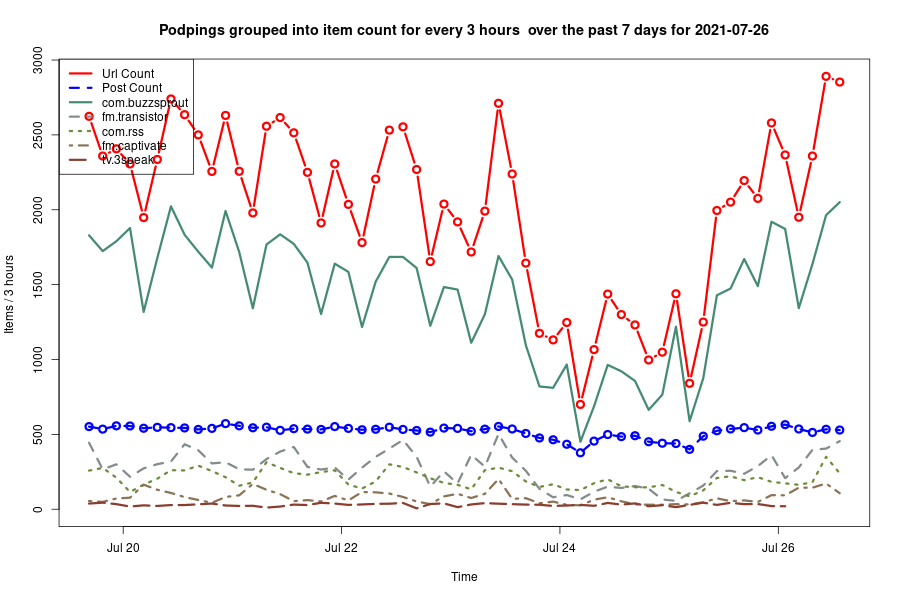 Podpings grouped into item count for every 3 hours  over the past 7 days for 2021-07-26
Items / 3 hours
3000
2500
2000
1500
1000
500
0
Url Count
Post Count
com.buzzsprout
fm.transistor
com.rss
fm.captivate
tv.3speak
Jul 20
Jul 22
Jul 24
Jul 26
Time